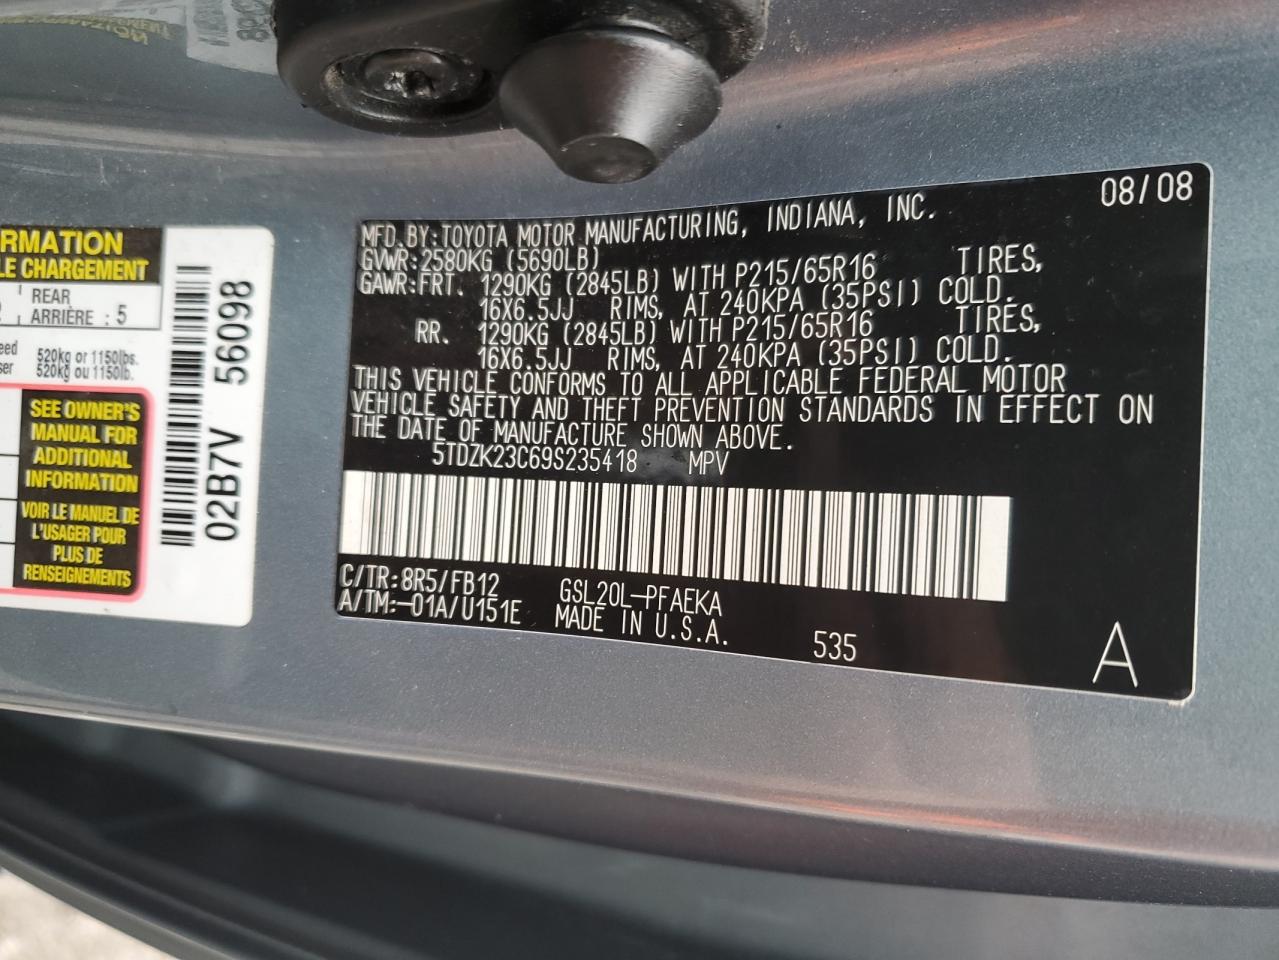 08/08
MFD.BY:TOYOTA MOTOR MANUFACTURING, INDIANA, INC.
GVWR:2580KG (5690LB)
GAWR:FRT. 1290KG (2845LB) WITH P215/65R16 TIRES,
16X6.5JJ RIMS, AT 240KPA (35PSI) COLD.
RR. 1290KG (2845LB) WITH P215/65R16 TIRES,
16X6.5JJ RIMS, AT 240KPA (35PSI) COLD.
THIS VEHICLE CONFORMS TO ALL APPLICABLE FEDERAL MOTOR
VEHICLE SAFETY AND THEFT PREVENTION STANDARDS IN EFFECT ON
THE DATE OF MANUFACTURE SHOWN ABOVE.
5TDZK23C69S235418 MPV
C/TR:8R5/FB12 GSL20L-PFAEKA
A/TM:-01A/U151E MADE IN U.S.A. 535 A
RMATION
CHARGEMENT
REAR
ARRIÈRE : 5
520kg or 1150lbs.
520kg ou 1150lb.
SEE OWNER'S
MANUAL FOR
ADDITIONAL
INFORMATION
VOIR LE MANUEL DE
L'USAGER POUR
PLUS DE
RENSEIGNEMENTS
02B7V 56098